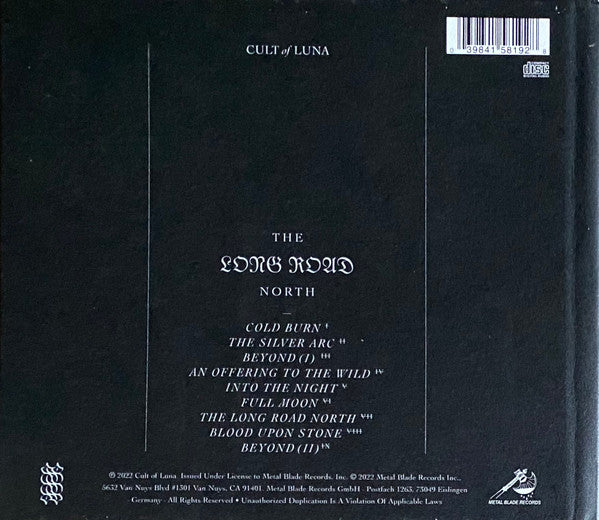 CULT of LUNA
0 39841 58192 8
COMPACT
disc
DIGITAL AUDIO
THE
LONG ROAD
NORTH
—
COLD BURN I
THE SILVER ARC II
BEYOND (I) III
AN OFFERING TO THE WILD IV
INTO THE NIGHT V
FULL MOON VI
THE LONG ROAD NORTH VII
BLOOD UPON STONE VIII
BEYOND (II) IX
℗ 2022 Cult of Luna. Issued Under License to Metal Blade Records, Inc. © 2022 Metal Blade Records Inc.,
5632 Van Nuys Blvd #1301 Van Nuys, CA 91401. Metal Blade Records GmbH · Postfach 1263, 73049 Eislingen
· Germany · All Rights Reserved • Unauthorized Duplication Is A Violation Of Applicable Laws
METAL BLADE RECORDS